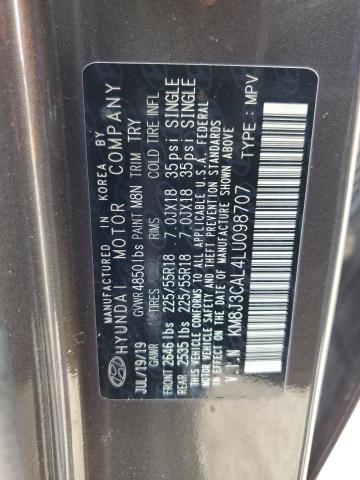 MANUFACTURED IN KOREA BY
HYUNDAI MOTOR COMPANY
JUL/19/19 GVWR4850lbs PAINT M8N TRIM TRY
GAWR TIRES RIMS COLD TIRE INFL
FRONT 2646 lbs 225/55R18 7.0JX18 35psi SINGLE
REAR 2535 lbs 225/55R18 7.0JX18 35psi SINGLE
THIS VEHICLE CONFORMS TO ALL APPLICABLE U.S.A. FEDERAL
MOTOR VEHICLE SAFETY AND THEFT PREVENTION STANDARDS
IN EFFECT ON THE DATE OF MANUFACTURE SHOWN ABOVE
V.I.N KM8J3CAL4LU098707 TYPE : MPV